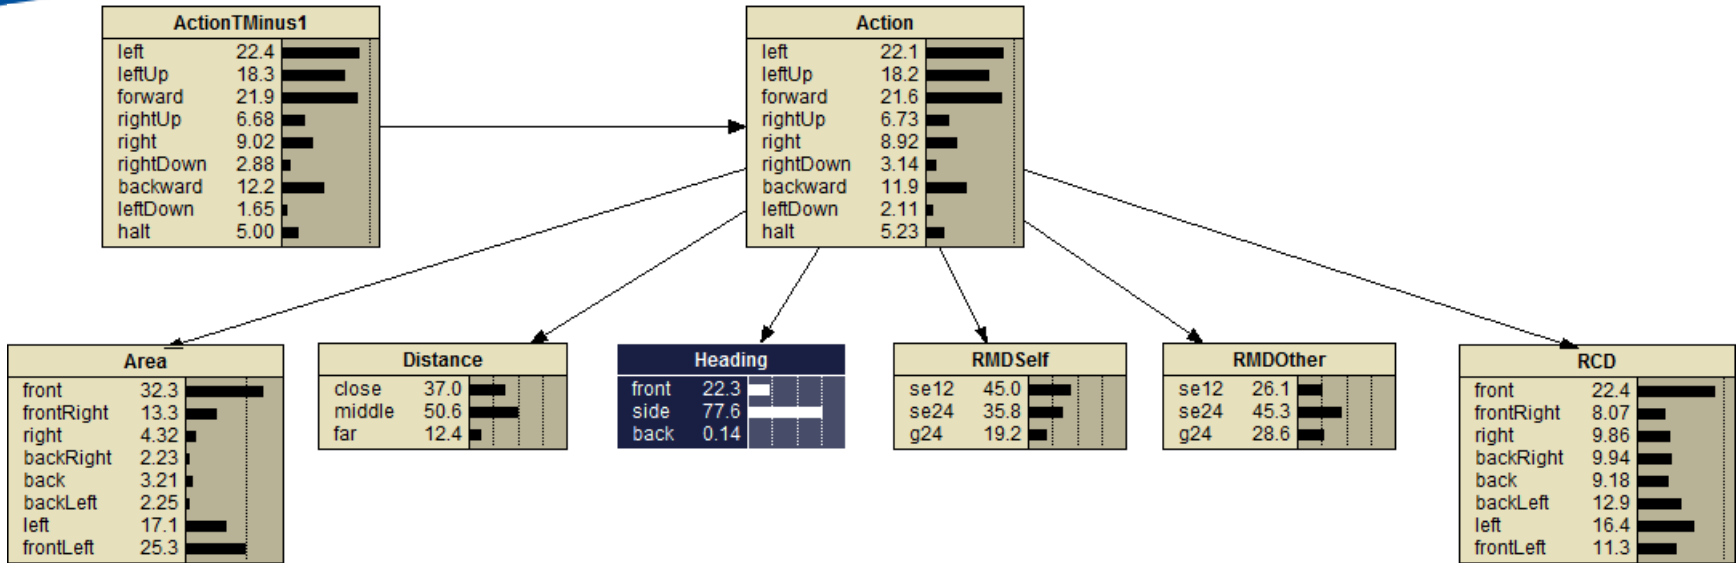 ActionTMinus1
left 22.4
leftUp 18.3
forward 21.9
rightUp 6.68
right 9.02
rightDown 2.88
backward 12.2
leftDown 1.65
halt 5.00
Action
left 22.1
leftUp 18.2
forward 21.6
rightUp 6.73
right 8.92
rightDown 3.14
backward 11.9
leftDown 2.11
halt 5.23
Area
front 32.3
frontRight 13.3
right 4.32
backRight 2.23
back 3.21
backLeft 2.25
left 17.1
frontLeft 25.3
Distance
close 37.0
middle 50.6
far 12.4
Heading
front 22.3
side 77.6
back 0.14
RMDSelf
se12 45.0
se24 35.8
g24 19.2
RMDOther
se12 26.1
se24 45.3
g24 28.6
RCD
front 22.4
frontRight 8.07
right 9.86
backRight 9.94
back 9.18
backLeft 12.9
left 16.4
frontLeft 11.3